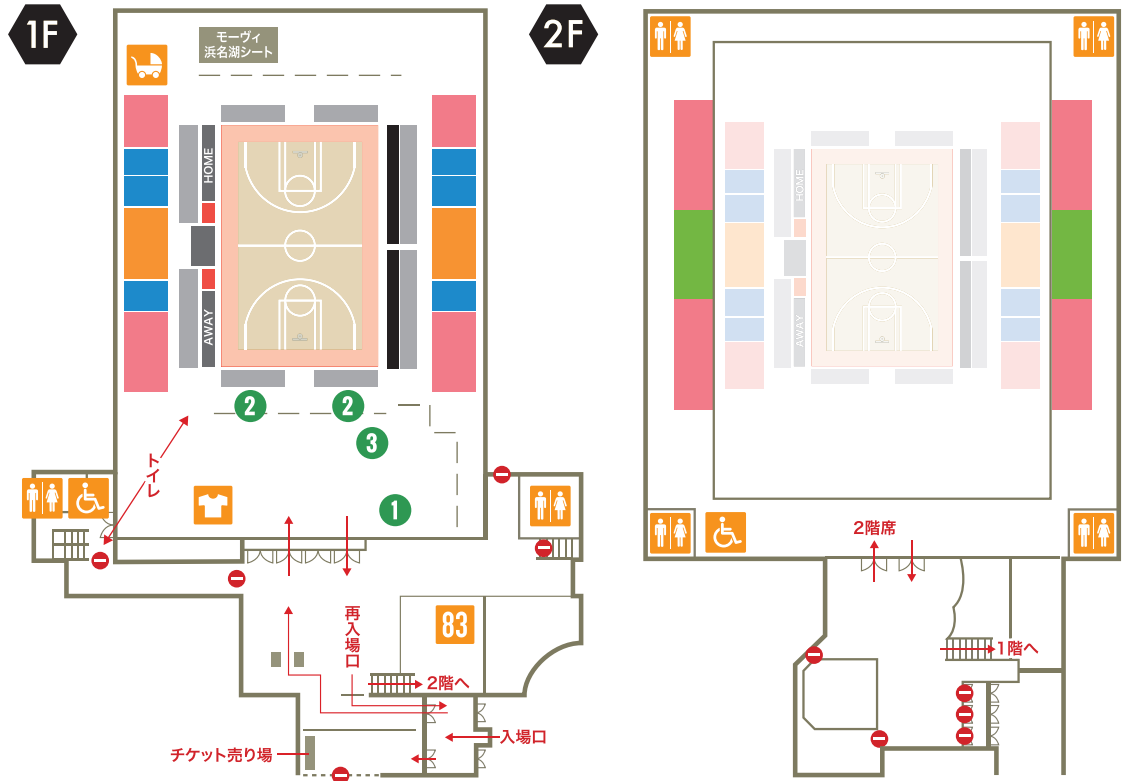 1F
モーヴィ
浜名湖シート
HOME
AWAY
2
2
3
1
トイレ
再入場口
83
2階へ
入場口
チケット売り場
2F
HOME
AWAY
2階席
1階へ